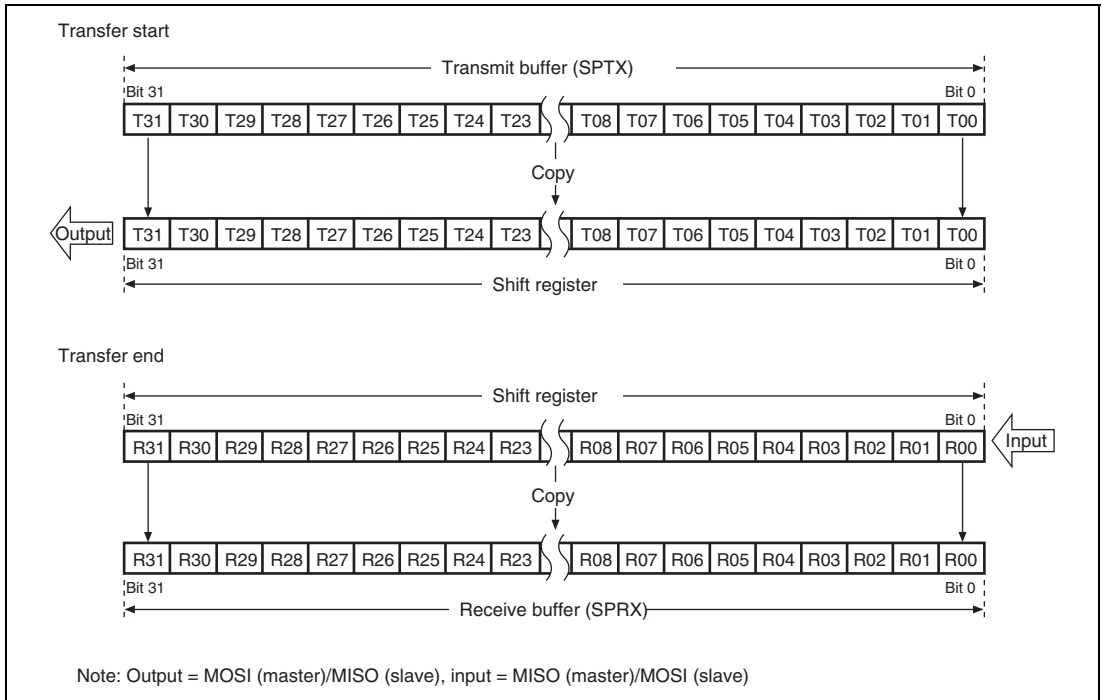 Transfer start
Transmit buffer (SPTX)
Bit 31 Bit 0
T31 T30 T29 T28 T27 T26 T25 T24 T23 T08 T07 T06 T05 T04 T03 T02 T01 T00
Copy
Output T31 T30 T29 T28 T27 T26 T25 T24 T23 T08 T07 T06 T05 T04 T03 T02 T01 T00
Bit 31 Bit 0
Shift register
Transfer end
Shift register
Bit 31 Bit 0
R31 R30 R29 R28 R27 R26 R25 R24 R23 R08 R07 R06 R05 R04 R03 R02 R01 R00 Input
Copy
R31 R30 R29 R28 R27 R26 R25 R24 R23 R08 R07 R06 R05 R04 R03 R02 R01 R00
Bit 31 Bit 0
Receive buffer (SPRX)
Note: Output = MOSI (master)/MISO (slave), input = MISO (master)/MOSI (slave)